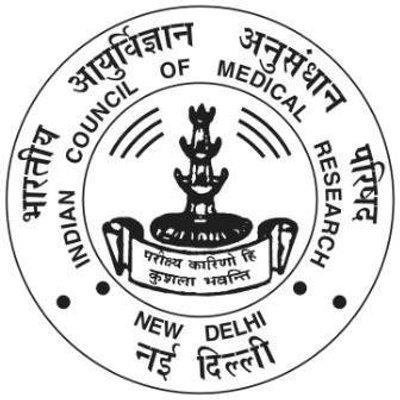 भारतीय आयुर्विज्ञान अनुसंधान परिषद
INDIAN COUNCIL OF MEDICAL RESEARCH
परीक्ष्य कारिणो हि
कुशला भवन्ति
NEW DELHI
नई दिल्ली